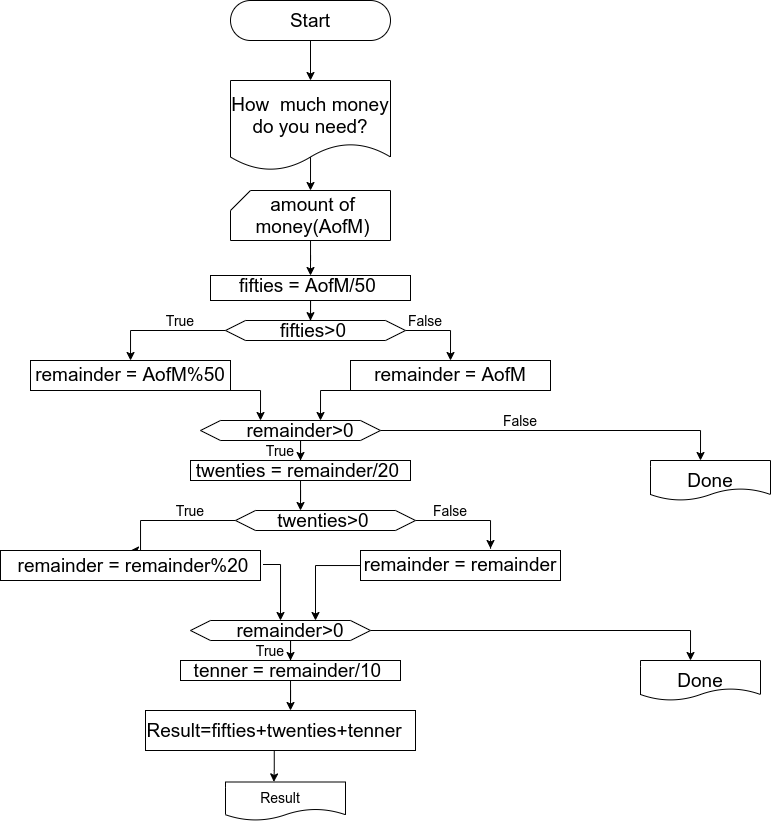 Start
How much money
do you need?
amount of
money(AofM)
fifties = AofM/50
True
fifties>0
False
remainder = AofM%50
remainder = AofM
remainder>0
False
True
twenties = remainder/20
Done
True
twenties>0
False
remainder = remainder%20
remainder = remainder
remainder>0
True
tenner = remainder/10
Done
Result=fifties+twenties+tenner
Result